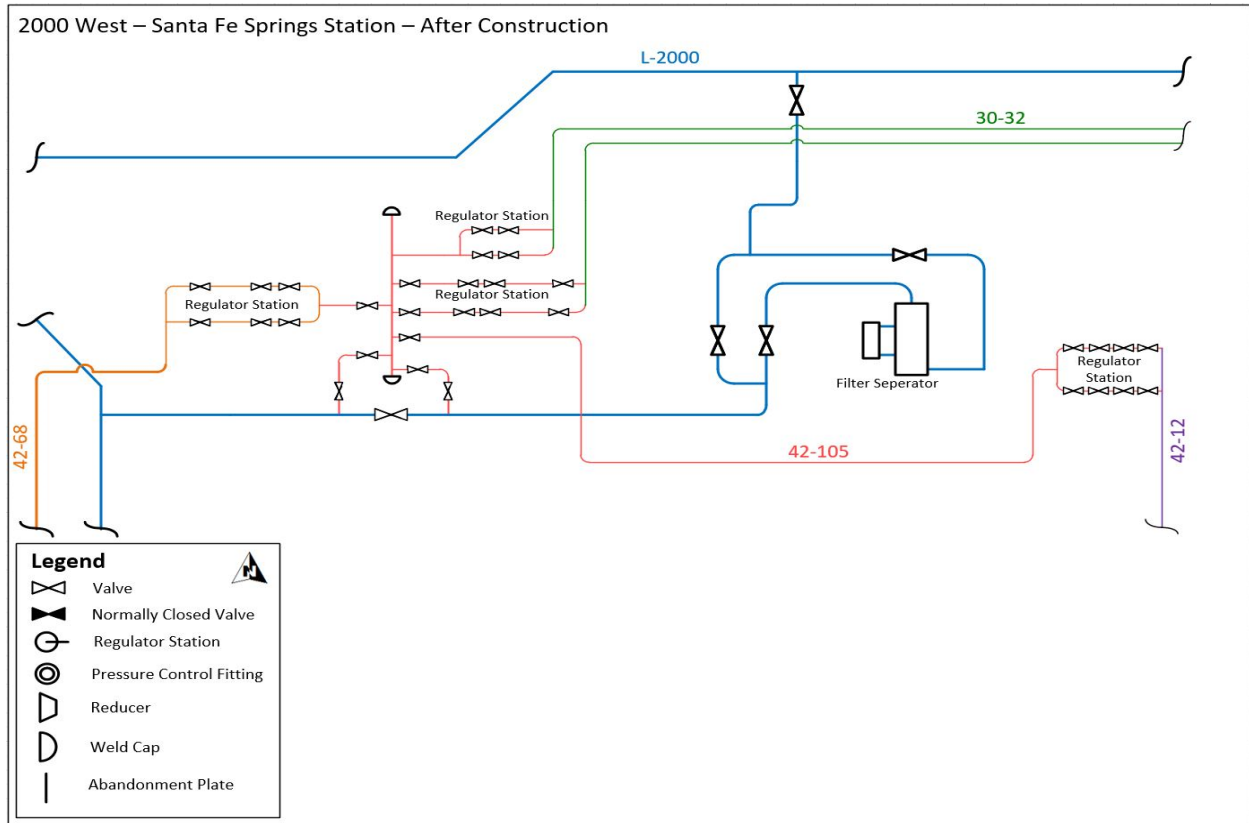 2000 West – Santa Fe Springs Station – After Construction
L-2000
30-32
Regulator Station
Regulator Station
Regulator Station
Regulator
Station
Filter Seperator
42-68
42-105
42-12
Legend
N
Valve
Normally Closed Valve
Regulator Station
Pressure Control Fitting
Reducer
Weld Cap
Abandonment Plate